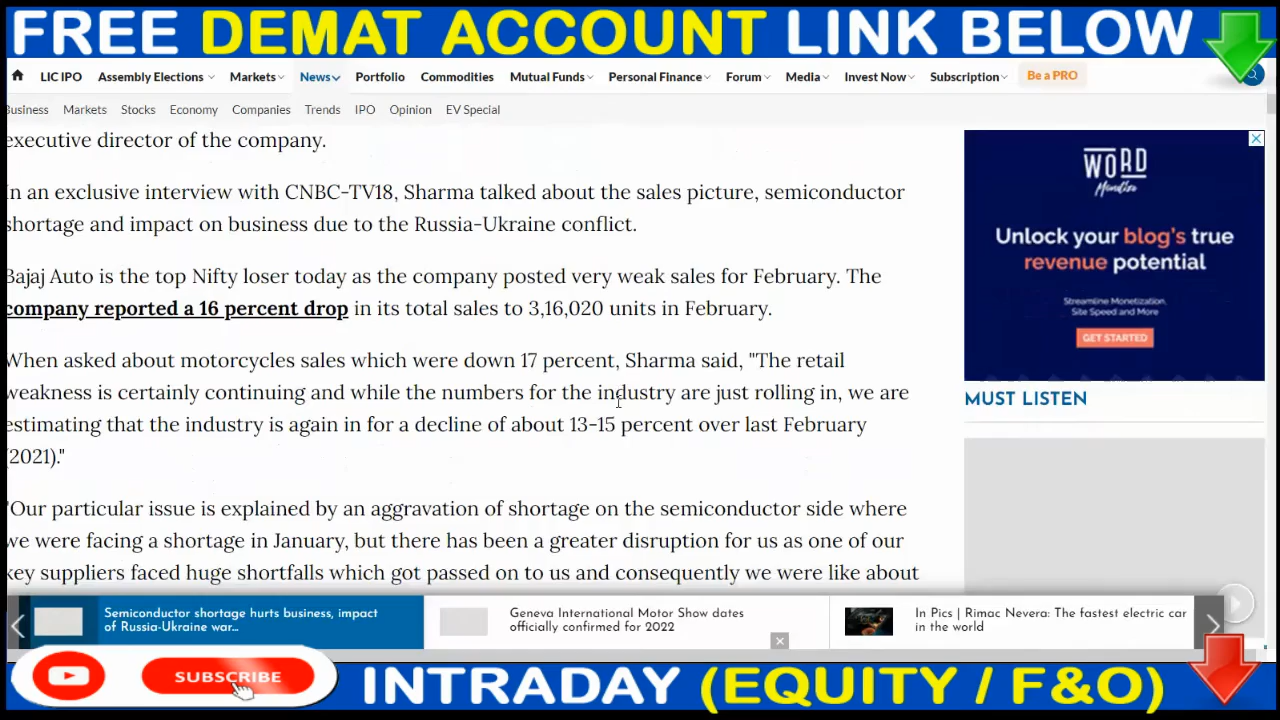 FREE DEMAT ACCOUNT LINK BELOW
LIC IPO Assembly Elections Markets News Portfolio Commodities Mutual Funds Personal Finance Forum Media Invest Now Subscription Be a PRO
Business Markets Stocks Economy Companies Trends IPO Opinion EV Special
executive director of the company.
In an exclusive interview with CNBC-TV18, Sharma talked about the sales picture, semiconductor
shortage and impact on business due to the Russia-Ukraine conflict.
Bajaj Auto is the top Nifty loser today as the company posted very weak sales for February. The
company reported a 16 percent drop in its total sales to 3,16,020 units in February.
When asked about motorcycles sales which were down 17 percent, Sharma said, "The retail
weakness is certainly continuing and while the numbers for the industry are just rolling in, we are
estimating that the industry is again in for a decline of about 13-15 percent over last February
(2021)."
"Our particular issue is explained by an aggravation of shortage on the semiconductor side where
we were facing a shortage in January, but there has been a greater disruption for us as one of our
key suppliers faced huge shortfalls which got passed on to us and consequently we were like about
WORD
Monetize
Unlock your blog's true
revenue potential
Streamline Monetization,
Site Speed and More
GET STARTED
MUST LISTEN
Semiconductor shortage hurts business, impact
of Russia-Ukraine war...
Geneva International Motor Show dates
officially confirmed for 2022
In Pics | Rimac Nevera: The fastest electric car
in the world
SUBSCRIBE
INTRADAY (EQUITY / F&O)